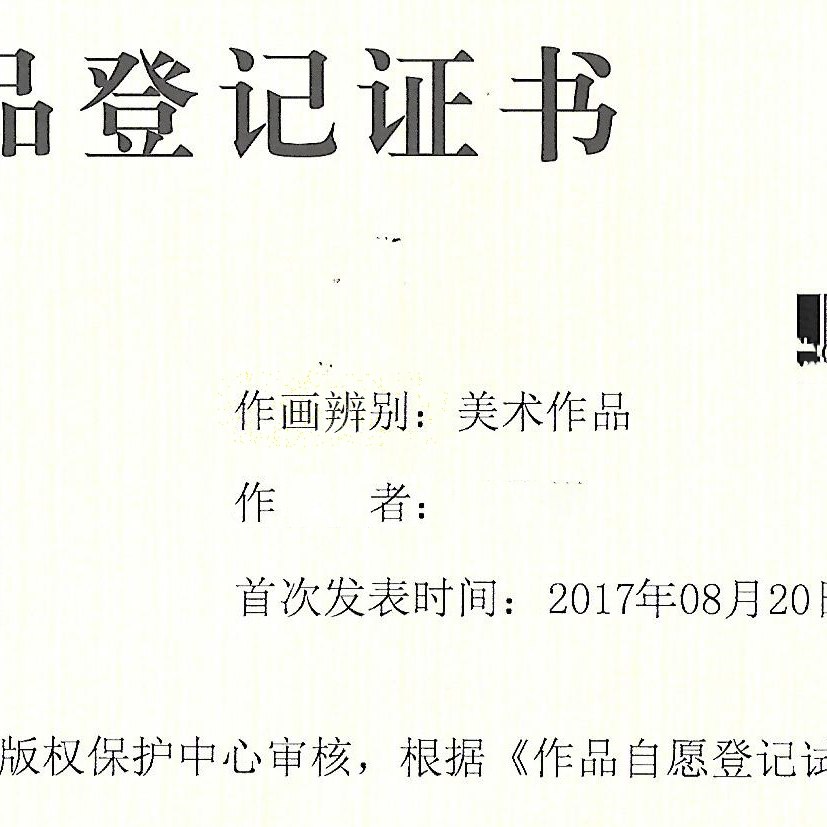 品登记证书
作画辨别：美术作品
作　　者：
首次发表时间：2017年08月20日
版权保护中心审核，根据《作品自愿登记试